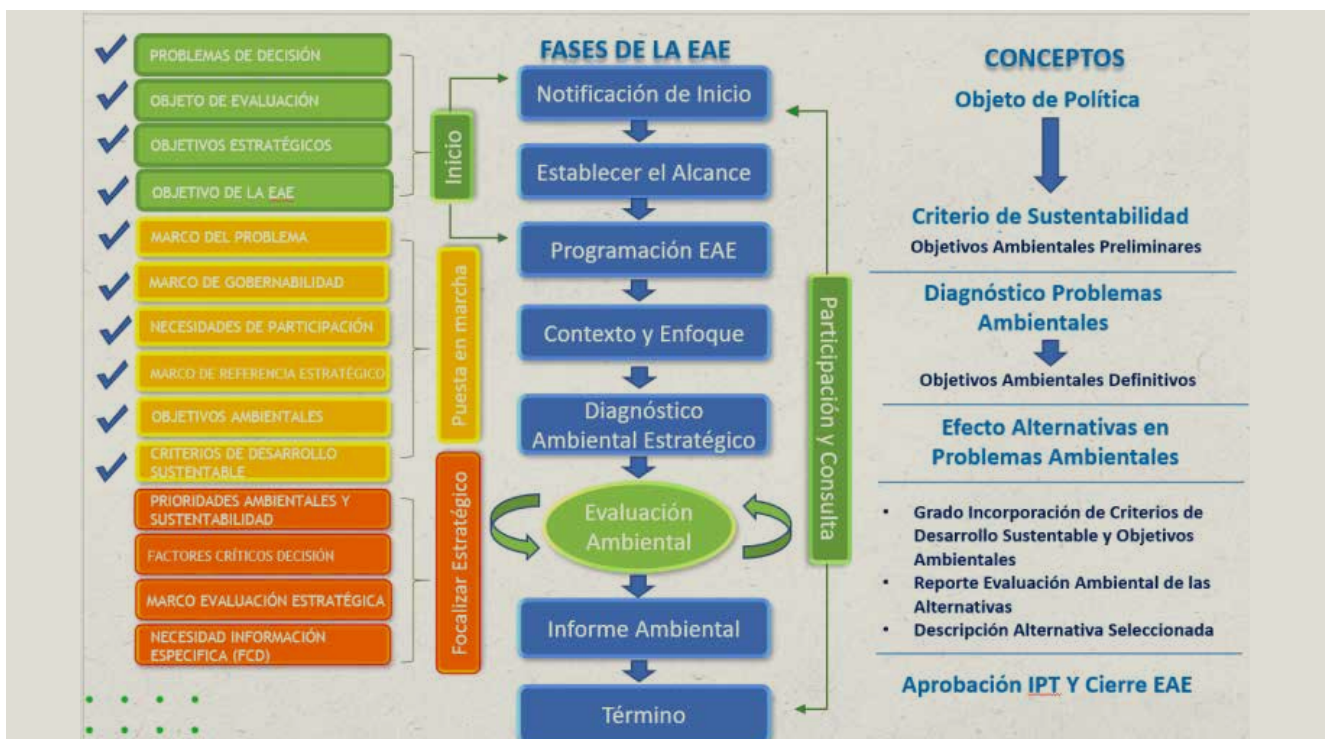 PROBLEMAS DE DECISIÓN
OBJETO DE EVALUACIÓN
OBJETIVOS ESTRATÉGICOS
OBJETIVO DE LA EAE
MARCO DEL PROBLEMA
MARCO DE GOBERNABILIDAD
NECESIDADES DE PARTICIPACIÓN
MARCO DE REFERENCIA ESTRATÉGICO
OBJETIVOS AMBIENTALES
CRITERIOS DE DESARROLLO
SUSTENTABLE
PRIORIDADES AMBIENTALES Y
SUSTENTABILIDAD
FACTORES CRÍTICOS DECISIÓN
MARCO EVALUACIÓN ESTRATÉGICA
NECESIDAD INFORMACIÓN
ESPECIFICA (FCD)
Inicio
Puesta en marcha
Focalizar Estratégico
FASES DE LA EAE
Notificación de Inicio
Establecer el Alcance
Programación EAE
Contexto y Enfoque
Diagnóstico
Ambiental Estratégico
Evaluación
Ambiental
Informe Ambiental
Término
Participación y Consulta
CONCEPTOS
Objeto de Política
Criterio de Sustentabilidad
Objetivos Ambientales Preliminares
Diagnóstico Problemas
Ambientales
Objetivos Ambientales Definitivos
Efecto Alternativas en
Problemas Ambientales
• Grado Incorporación de Criterios de
Desarrollo Sustentable y Objetivos
Ambientales
• Reporte Evaluación Ambiental de las
Alternativas
• Descripción Alternativa Seleccionada
Aprobación IPT Y Cierre EAE